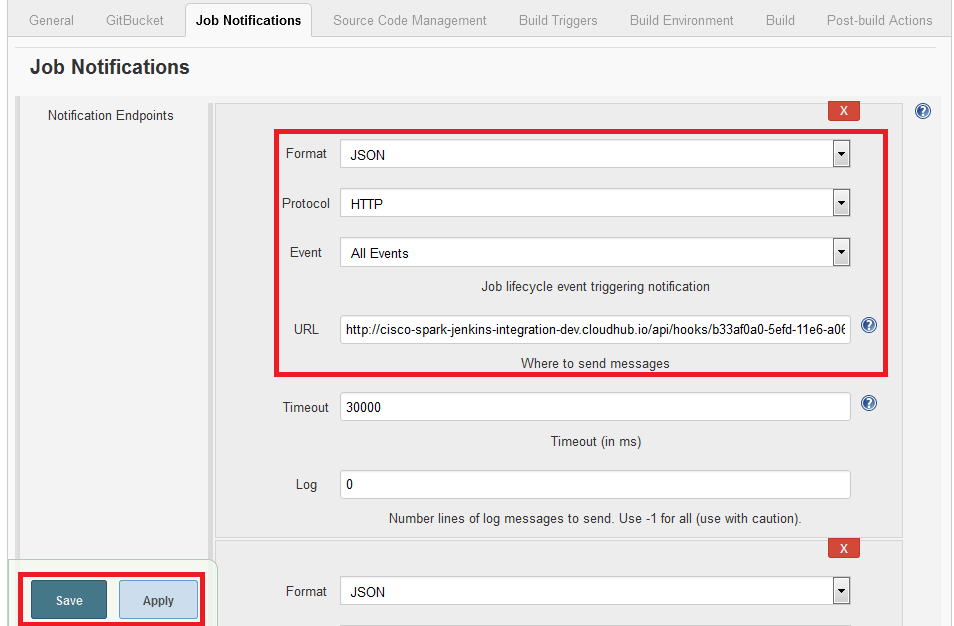 General GitBucket Job Notifications Source Code Management Build Triggers Build Environment Build Post-build Actions
Job Notifications
Notification Endpoints
X
Format JSON
Protocol HTTP
Event All Events
Job lifecycle event triggering notification
URL http://cisco-spark-jenkins-integration-dev.cloudhub.io/api/hooks/b33af0a0-5efd-11e6-a06
Where to send messages
Timeout 30000
Timeout (in ms)
Log 0
Number lines of log messages to send. Use -1 for all (use with caution).
X
Format JSON
Save Apply